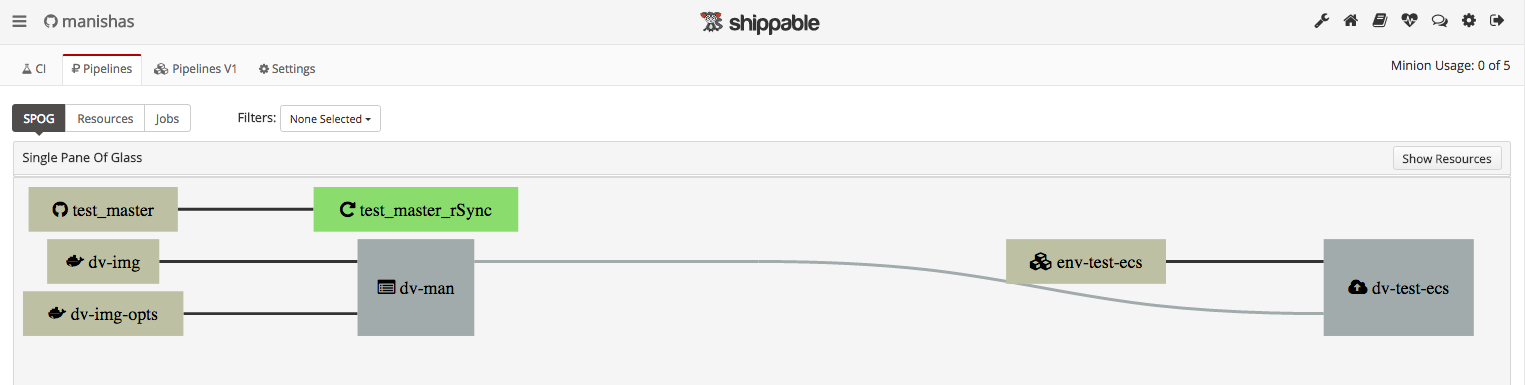 manishas shippable
CI Pipelines Pipelines V1 Settings Minion Usage: 0 of 5
SPOG Resources Jobs Filters: None Selected
Single Pane Of Glass Show Resources
test_master test_master_rSync
dv-img env-test-ecs
dv-man dv-test-ecs
dv-img-opts